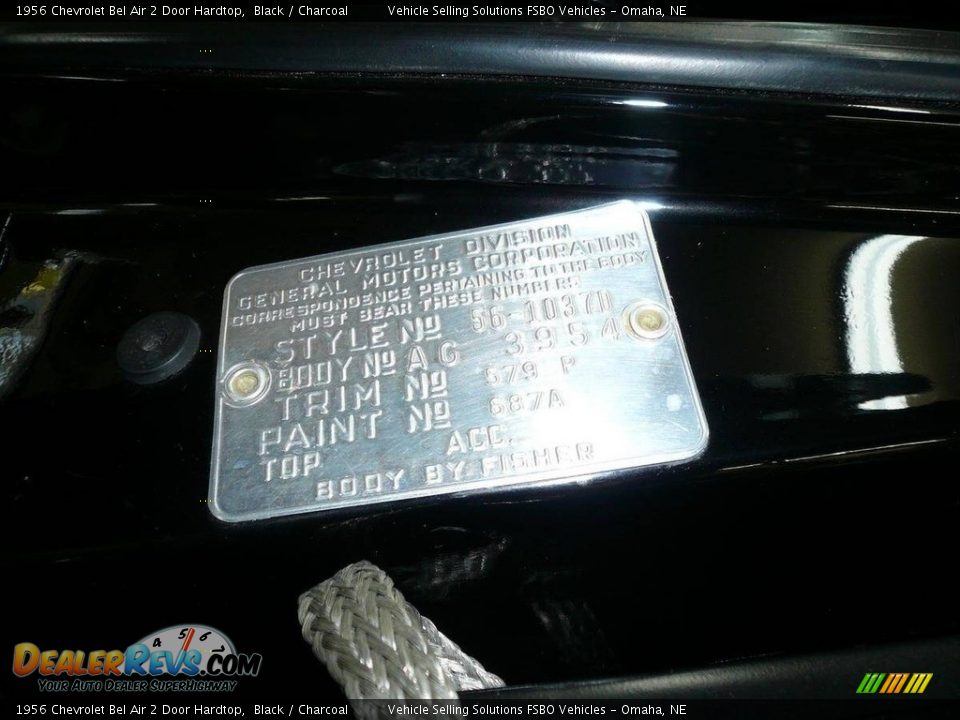 1956 Chevrolet Bel Air 2 Door Hardtop, Black / Charcoal Vehicle Selling Solutions FSBO Vehicles - Omaha, NE
CHEVROLET DIVISION
GENERAL MOTORS CORPORATION
CORRESPONDENCE PERTAINING TO THE BODY
MUST BEAR THESE NUMBERS
STYLE No 56-1037D
BODY No A G 3954
TRIM No 579 P
PAINT No 687A
TOP ACC.
BODY BY FISHER
DEALERREVS.COM
YOUR AUTO DEALER SUPERHIGHWAY
4 5 6
1956 Chevrolet Bel Air 2 Door Hardtop, Black / Charcoal Vehicle Selling Solutions FSBO Vehicles - Omaha, NE